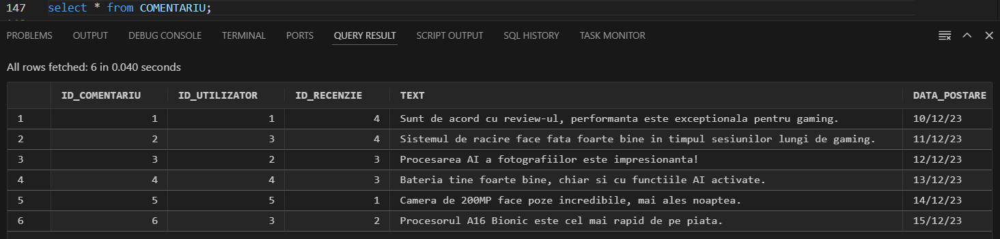 147 select * from COMENTARIU;
PROBLEMS OUTPUT DEBUG CONSOLE TERMINAL PORTS QUERY RESULT SCRIPT OUTPUT SQL HISTORY TASK MONITOR
All rows fetched: 6 in 0.040 seconds
ID_COMENTARIU ID_UTILIZATOR ID_RECENZIE TEXT DATA_POSTARE
1 1 1 4 Sunt de acord cu review-ul, performanta este exceptionala pentru gaming. 10/12/23
2 2 3 4 Sistemul de racire face fata foarte bine in timpul sesiunilor lungi de gaming. 11/12/23
3 3 2 3 Procesarea AI a fotografiilor este impresionanta! 12/12/23
4 4 4 3 Bateria tine foarte bine, chiar si cu functiile AI activate. 13/12/23
5 5 5 1 Camera de 200MP face poze incredibile, mai ales noaptea. 14/12/23
6 6 3 2 Procesorul A16 Bionic este cel mai rapid de pe piata. 15/12/23